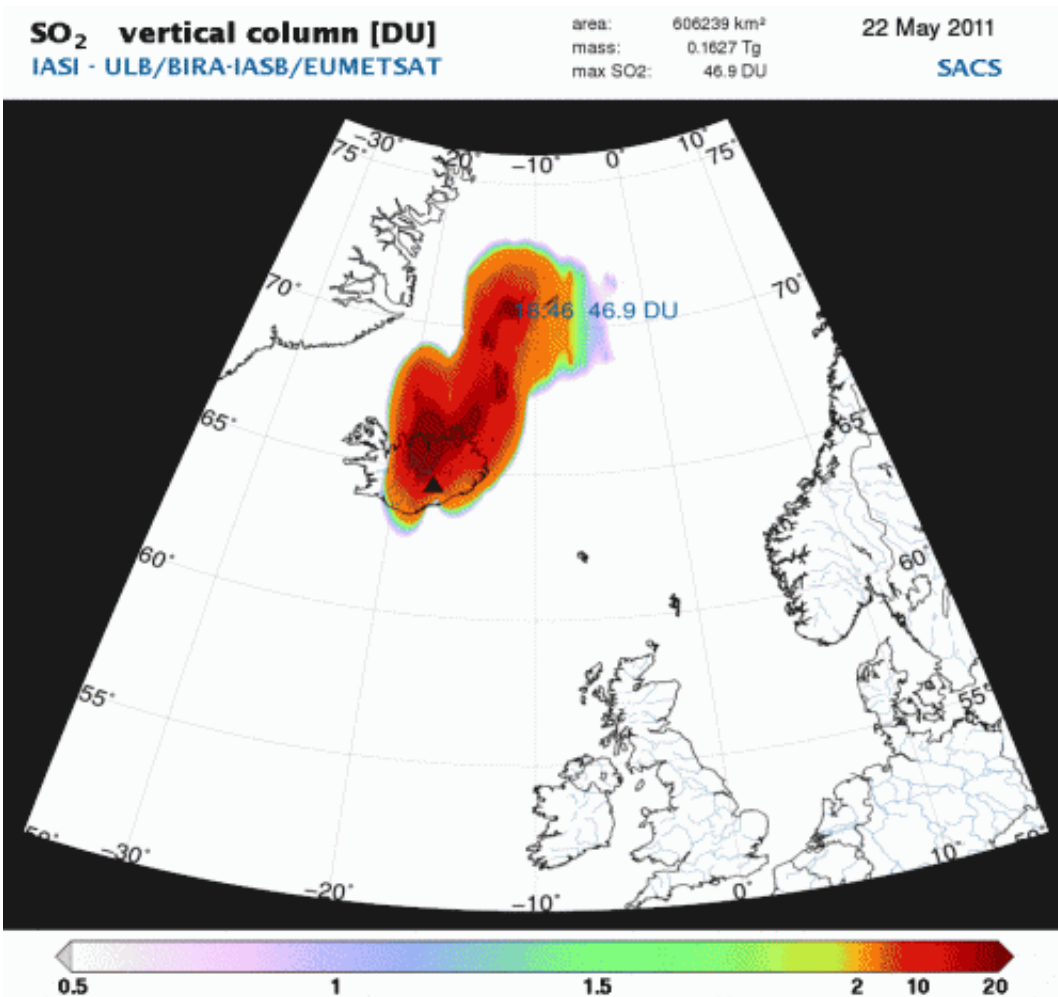 SO₂ vertical column [DU]
IASI - ULB/BIRA-IASB/EUMETSAT
area: 606239 km²
mass: 0.1627 Tg
max SO2: 46.9 DU
22 May 2011
SACS
-30° 20° -10° 0° 10°
75° 75°
70° 70°
16:46 46.9 DU
65° 65°
60° 60°
55° 55°
-30° -20° -10° 0° 10°
0.5 1 1.5 2 10 20